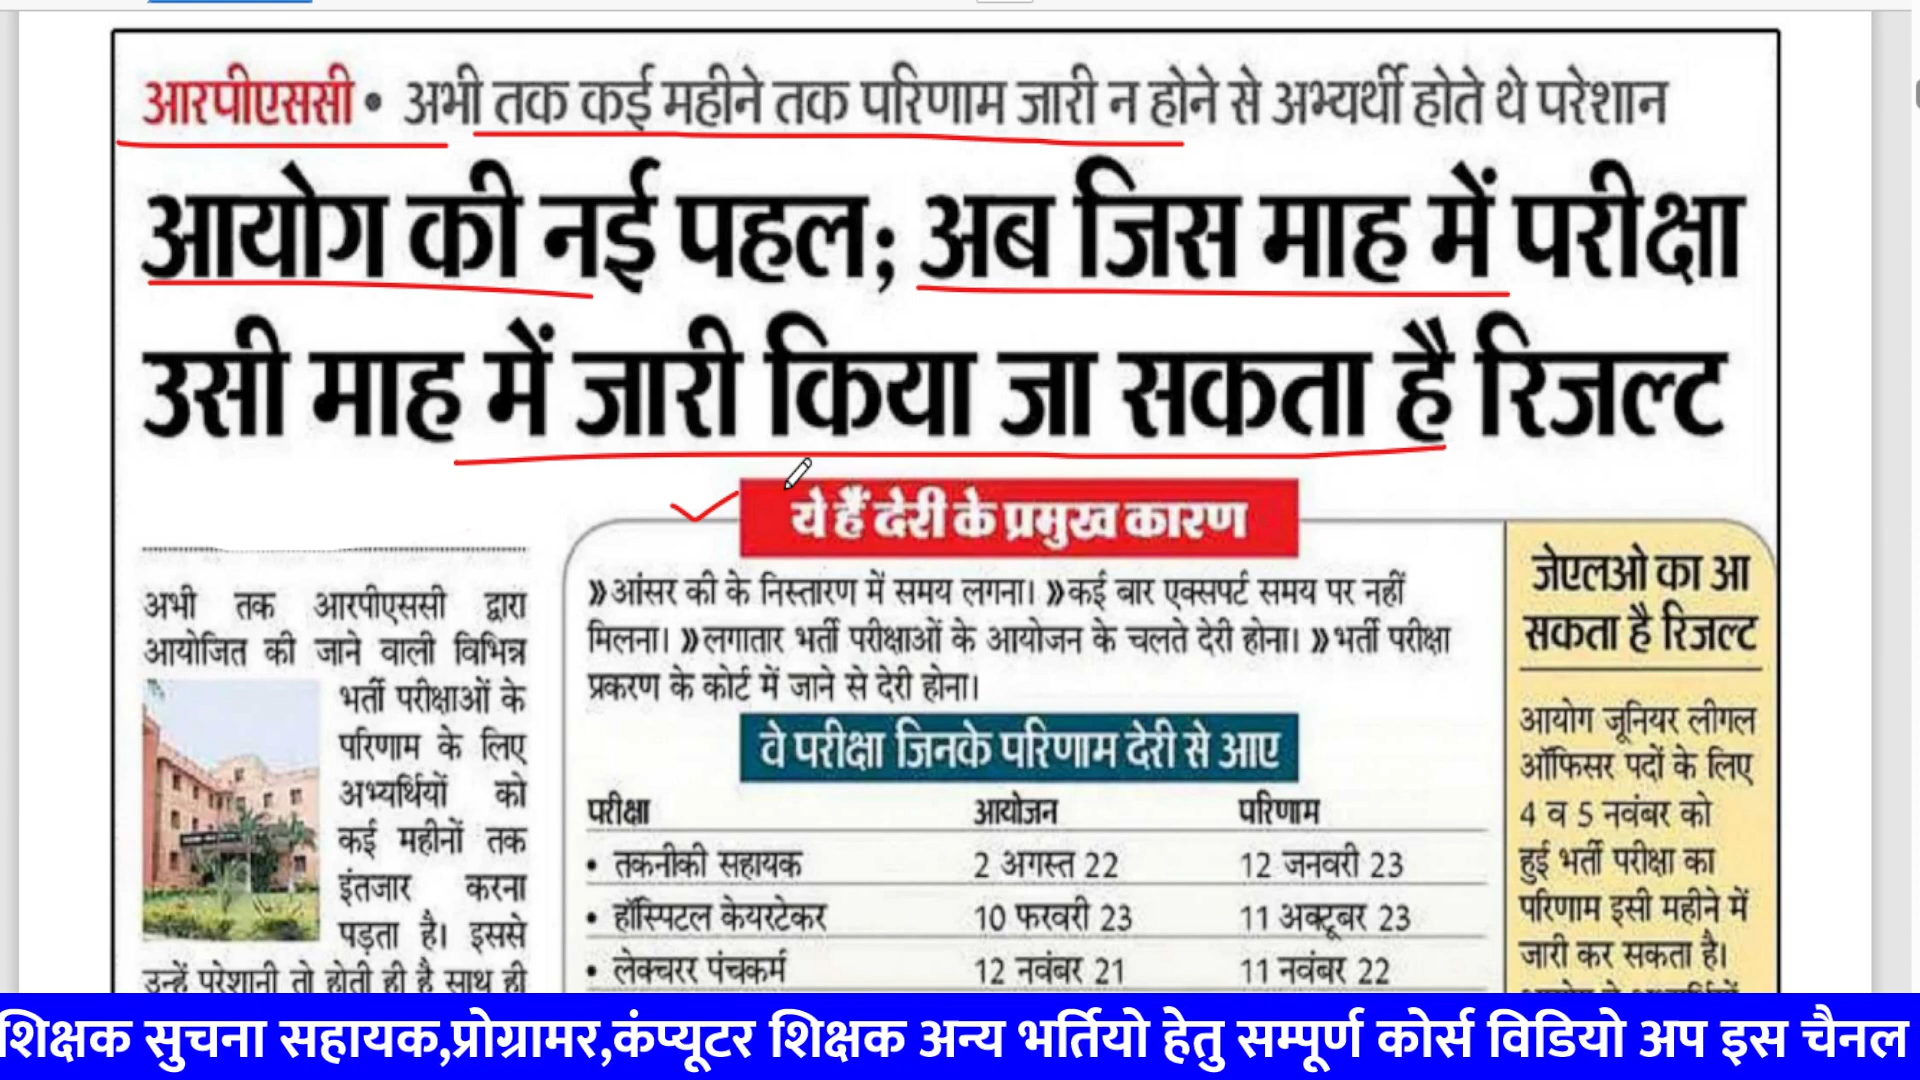 आरपीएससी • अभी तक कई महीने तक परिणाम जारी न होने से अभ्यर्थी होते थे परेशान
आयोग की नई पहल; अब जिस माह में परीक्षा
उसी माह में जारी किया जा सकता है रिजल्ट
अभी तक आरपीएससी द्वारा
आयोजित की जाने वाली विभिन्न
भर्ती परीक्षाओं के
परिणाम के लिए
अभ्यर्थियों को
कई महीनों तक
इंतजार करना
पड़ता है। इससे
उन्हें परेशानी तो होती ही है साथ ही
ये हैं देरी के प्रमुख कारण
»आंसर की के निस्तारण में समय लगना। »कई बार एक्सपर्ट समय पर नहीं
मिलना। »लगातार भर्ती परीक्षाओं के आयोजन के चलते देरी होना। »भर्ती परीक्षा
प्रकरण के कोर्ट में जाने से देरी होना।
वे परीक्षा जिनके परिणाम देरी से आए
परीक्षा आयोजन परिणाम
• तकनीकी सहायक 2 अगस्त 22 12 जनवरी 23
• हॉस्पिटल केयरटेकर 10 फरवरी 23 11 अक्टूबर 23
• लेक्चरर पंचकर्म 12 नवंबर 21 11 नवंबर 22
जेएलओ का आ
सकता है रिजल्ट
आयोग जूनियर लीगल
ऑफिसर पदों के लिए
4 व 5 नवंबर को
हुई भर्ती परीक्षा का
परिणाम इसी महीने में
जारी कर सकता है।
शिक्षक सुचना सहायक,प्रोग्रामर,कंप्यूटर शिक्षक अन्य भर्तियो हेतु सम्पूर्ण कोर्स विडियो अप इस चैनल